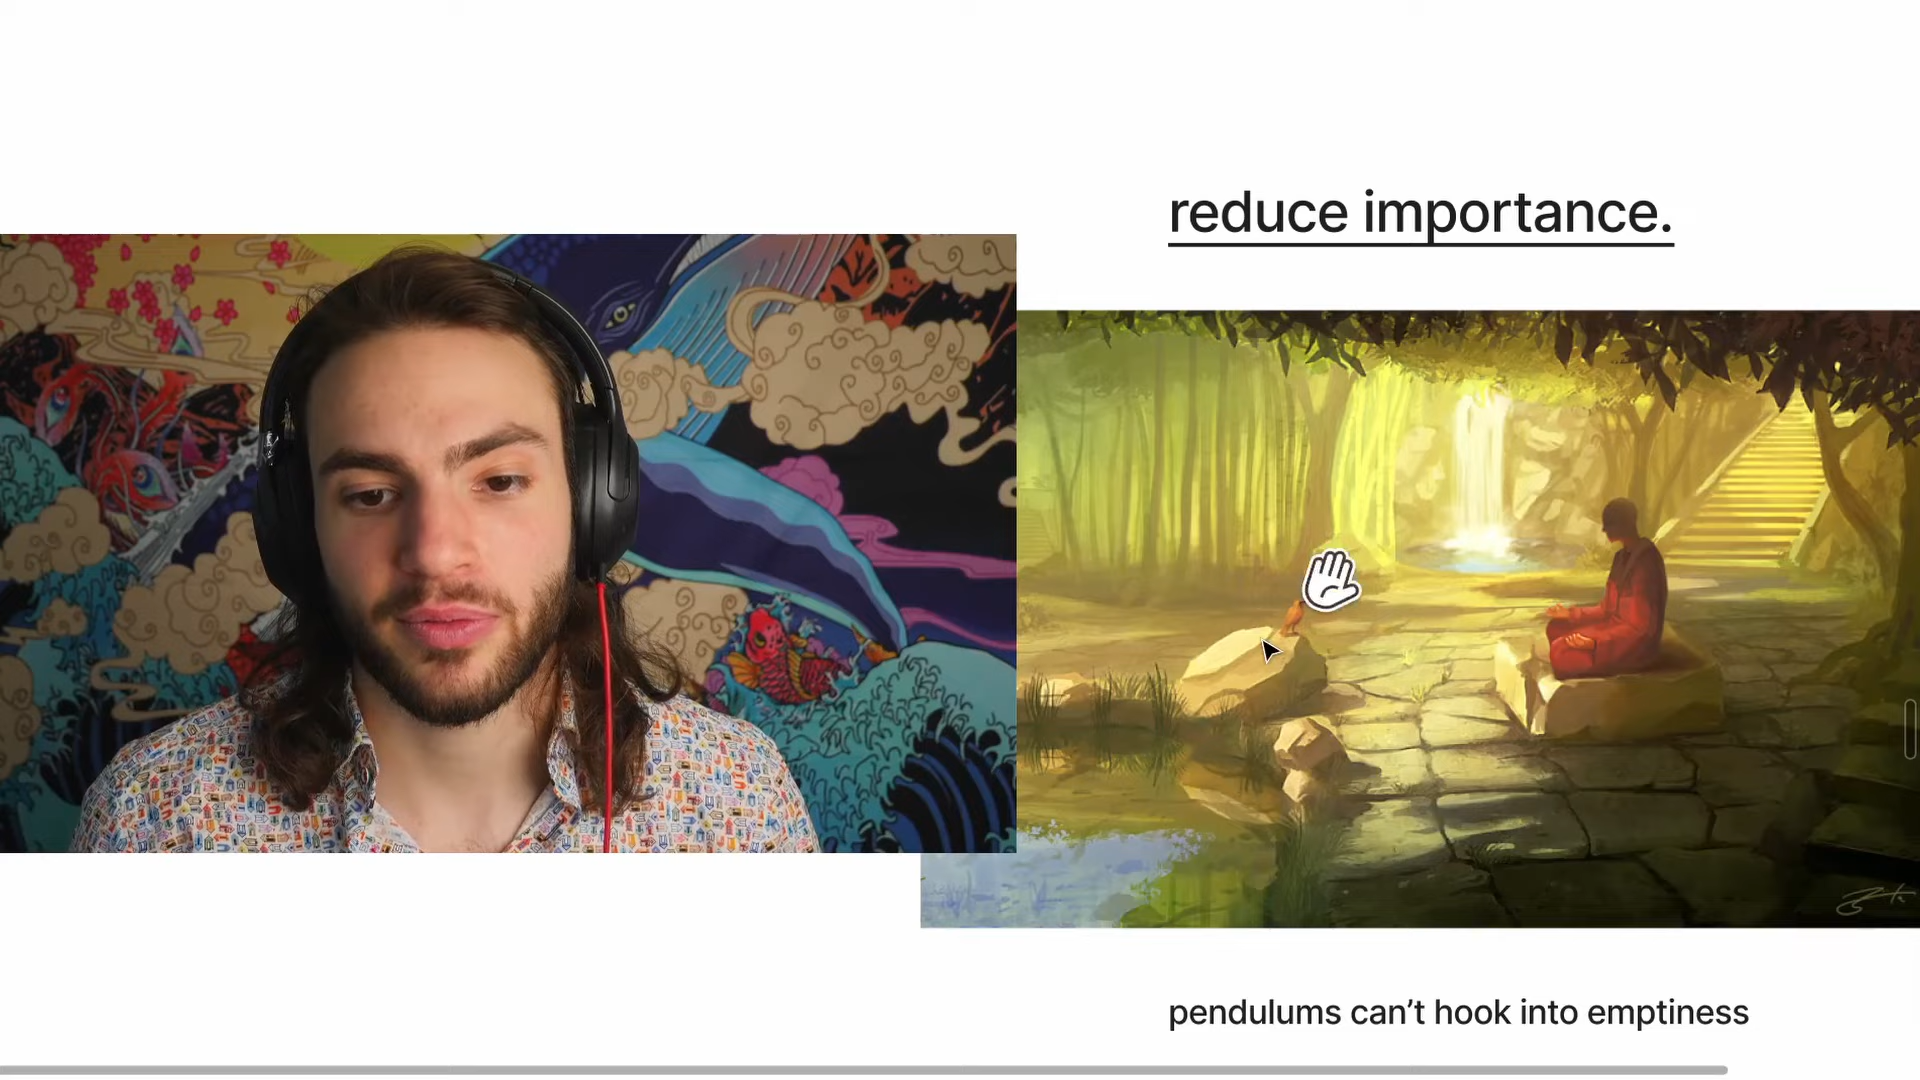 reduce importance.
pendulums can’t hook into emptiness